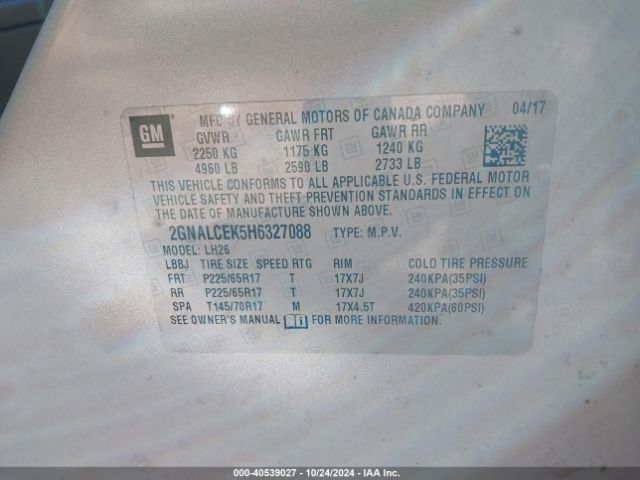 GM
MFD BY GENERAL MOTORS OF CANADA COMPANY 04/17
GVWR GAWR FRT GAWR RR
2250 KG 1175 KG 1240 KG
4960 LB 2590 LB 2733 LB
THIS VEHICLE CONFORMS TO ALL APPLICABLE U.S. FEDERAL MOTOR
VEHICLE SAFETY AND THEFT PREVENTION STANDARDS IN EFFECT ON
THE DATE OF MANUFACTURE SHOWN ABOVE.
2GNALCEK5H6327088 TYPE: M.P.V.
MODEL: LH26
LBBJ TIRE SIZE SPEED RTG RIM COLD TIRE PRESSURE
FRT P225/65R17 T 17X7J 240KPA(35PSI)
RR P225/65R17 T 17X7J 240KPA(35PSI)
SPA T145/70R17 M 17X4.5T 420KPA(60PSI)
SEE OWNER'S MANUAL FOR MORE INFORMATION.
000-40539027 - 10/24/2024 - IAA Inc.